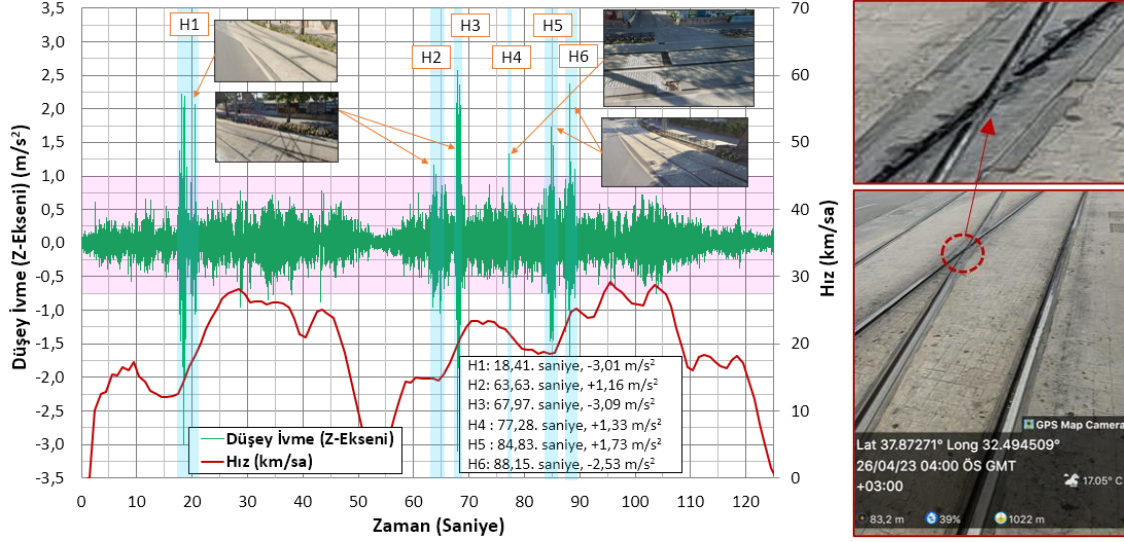 3,5
3,0
2,5
2,0
1,5
1,0
0,5
0,0
-0,5
-1,0
-1,5
-2,0
-2,5
-3,0
-3,5
Düşey İvme (Z-Ekseni) (m/s²)
H1
H2
H3
H4
H5
H6
70
60
50
40
30
20
10
0
Hız (km/sa)
H1: 18,41. saniye, -3,01 m/s²
H2: 63,63. saniye, +1,16 m/s²
H3: 67,97. saniye, -3,09 m/s²
H4 : 77,28. saniye, +1,33 m/s²
H5 : 84,83. saniye, +1,73 m/s²
H6: 88,15. saniye, -2,53 m/s²
Düşey İvme (Z-Ekseni)
Hız (km/sa)
0 10 20 30 40 50 60 70 80 90 100 110 120
Zaman (Saniye)
GPS Map Camera
Lat 37.87271° Long 32.494509°
26/04/23 04:00 ÖS GMT
+03:00
17.05° C
83,2 m 39% 1022 m